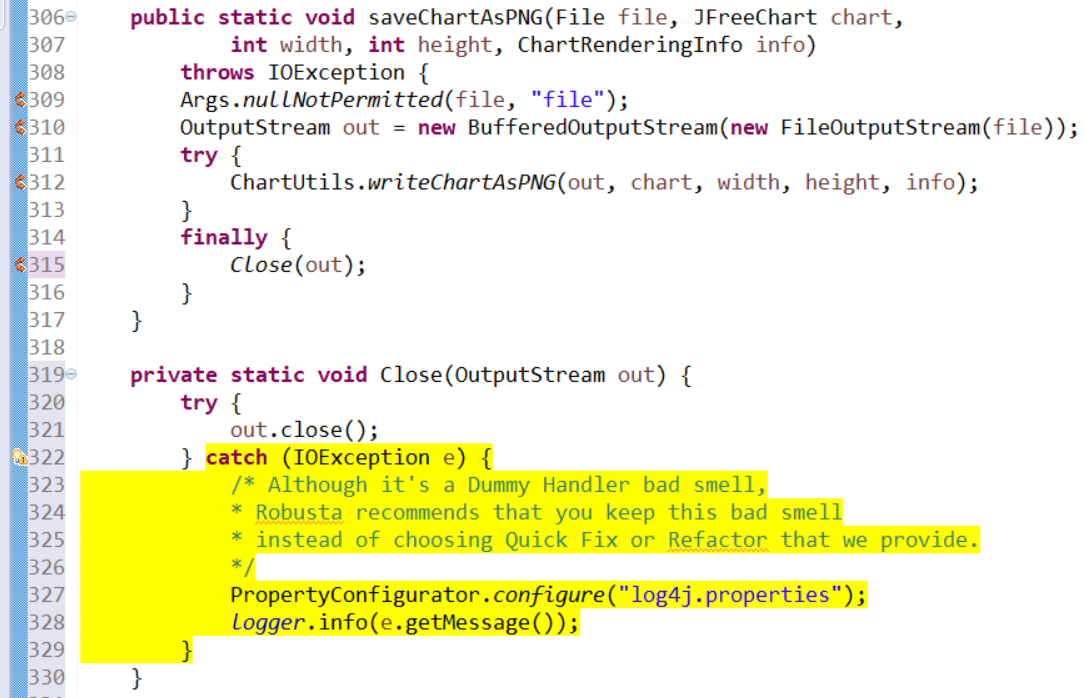 306 public static void saveChartAsPNG(File file, JFreeChart chart,
307 int width, int height, ChartRenderingInfo info)
308 throws IOException {
309 Args.nullNotPermitted(file, "file");
310 OutputStream out = new BufferedOutputStream(new FileOutputStream(file));
311 try {
312 ChartUtils.writeChartAsPNG(out, chart, width, height, info);
313 }
314 finally {
315 Close(out);
316 }
317 }
318
319 private static void Close(OutputStream out) {
320 try {
321 out.close();
322 } catch (IOException e) {
323 /* Although it's a Dummy Handler bad smell,
324 * Robusta recommends that you keep this bad smell
325 * instead of choosing Quick Fix or Refactor that we provide.
326 */
327 PropertyConfigurator.configure("log4j.properties");
328 logger.info(e.getMessage());
329 }
330 }